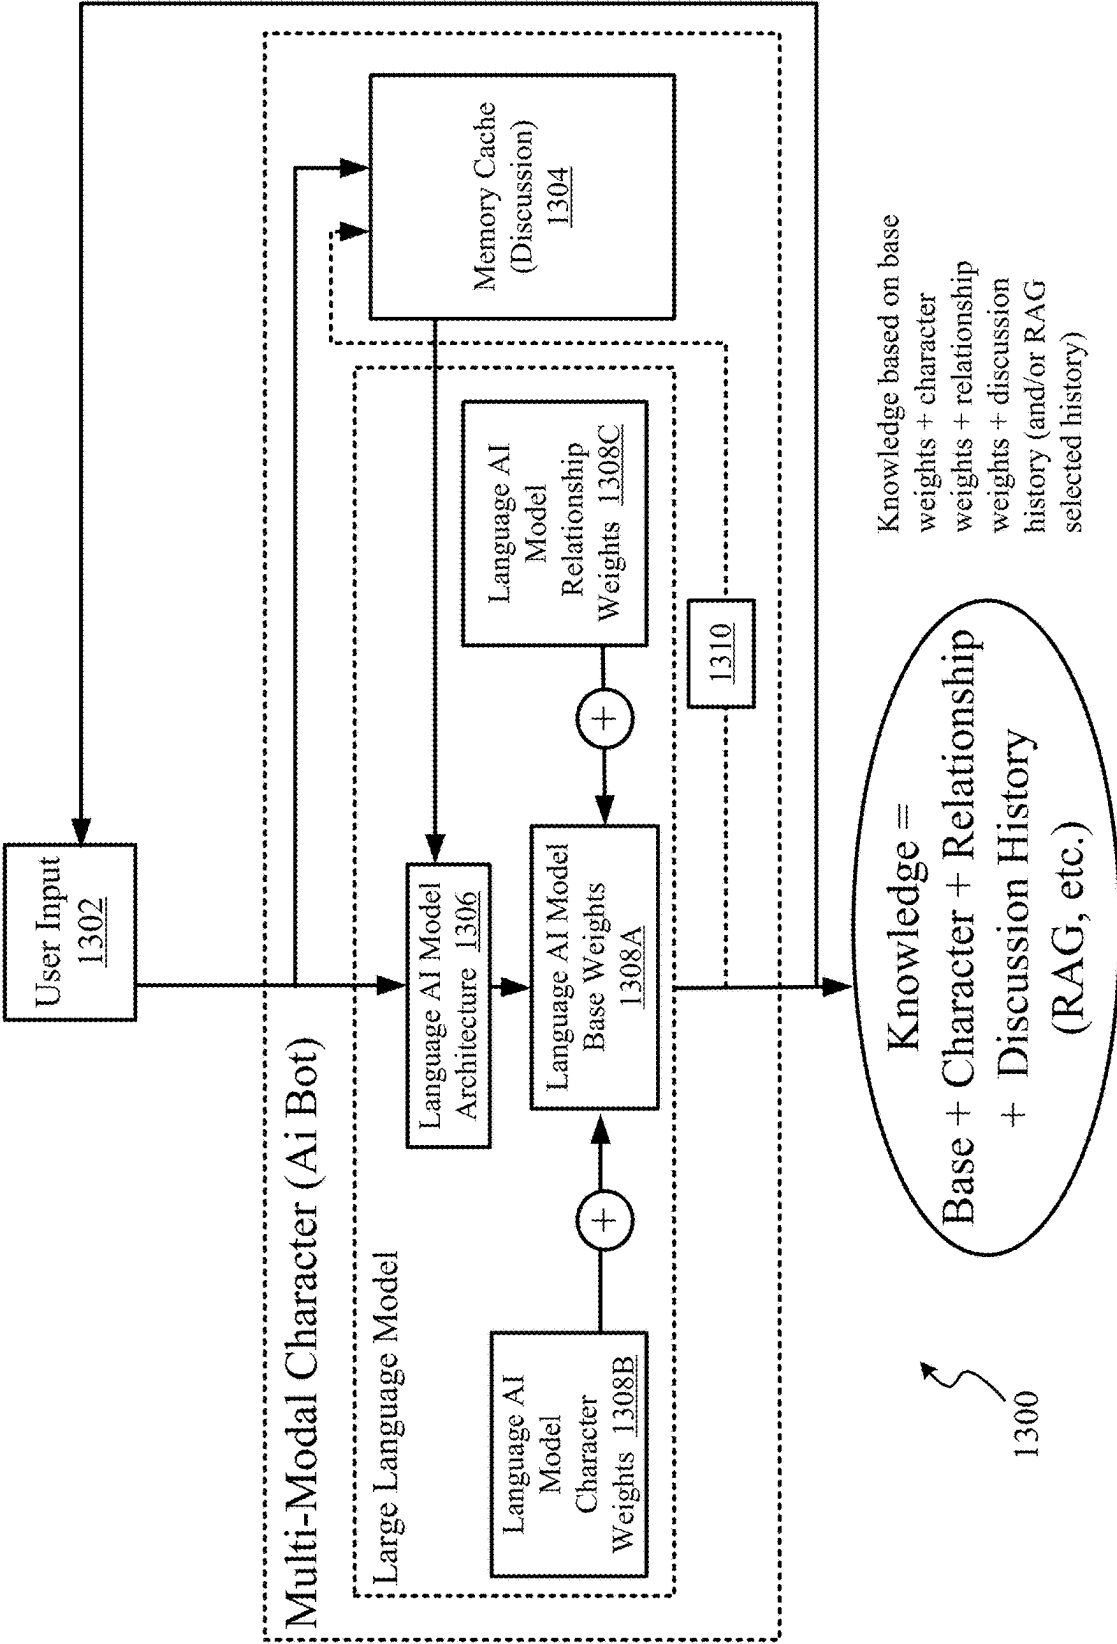 User Input
1302
Multi-Modal Character (Ai Bot)
Large Language Model
Language AI Model
Architecture 1306
Memory Cache
(Discussion)
1304
Language AI
Model
Character
Weights 1308B
+
Language AI Model
Base Weights
1308A
+
Language AI
Model
Relationship
Weights 1308C
1310
Knowledge =
Base + Character + Relationship
+ Discussion History
(RAG, etc.)
Knowledge based on base
weights + character
weights + relationship
weights + discussion
history (and/or RAG
selected history)
1300